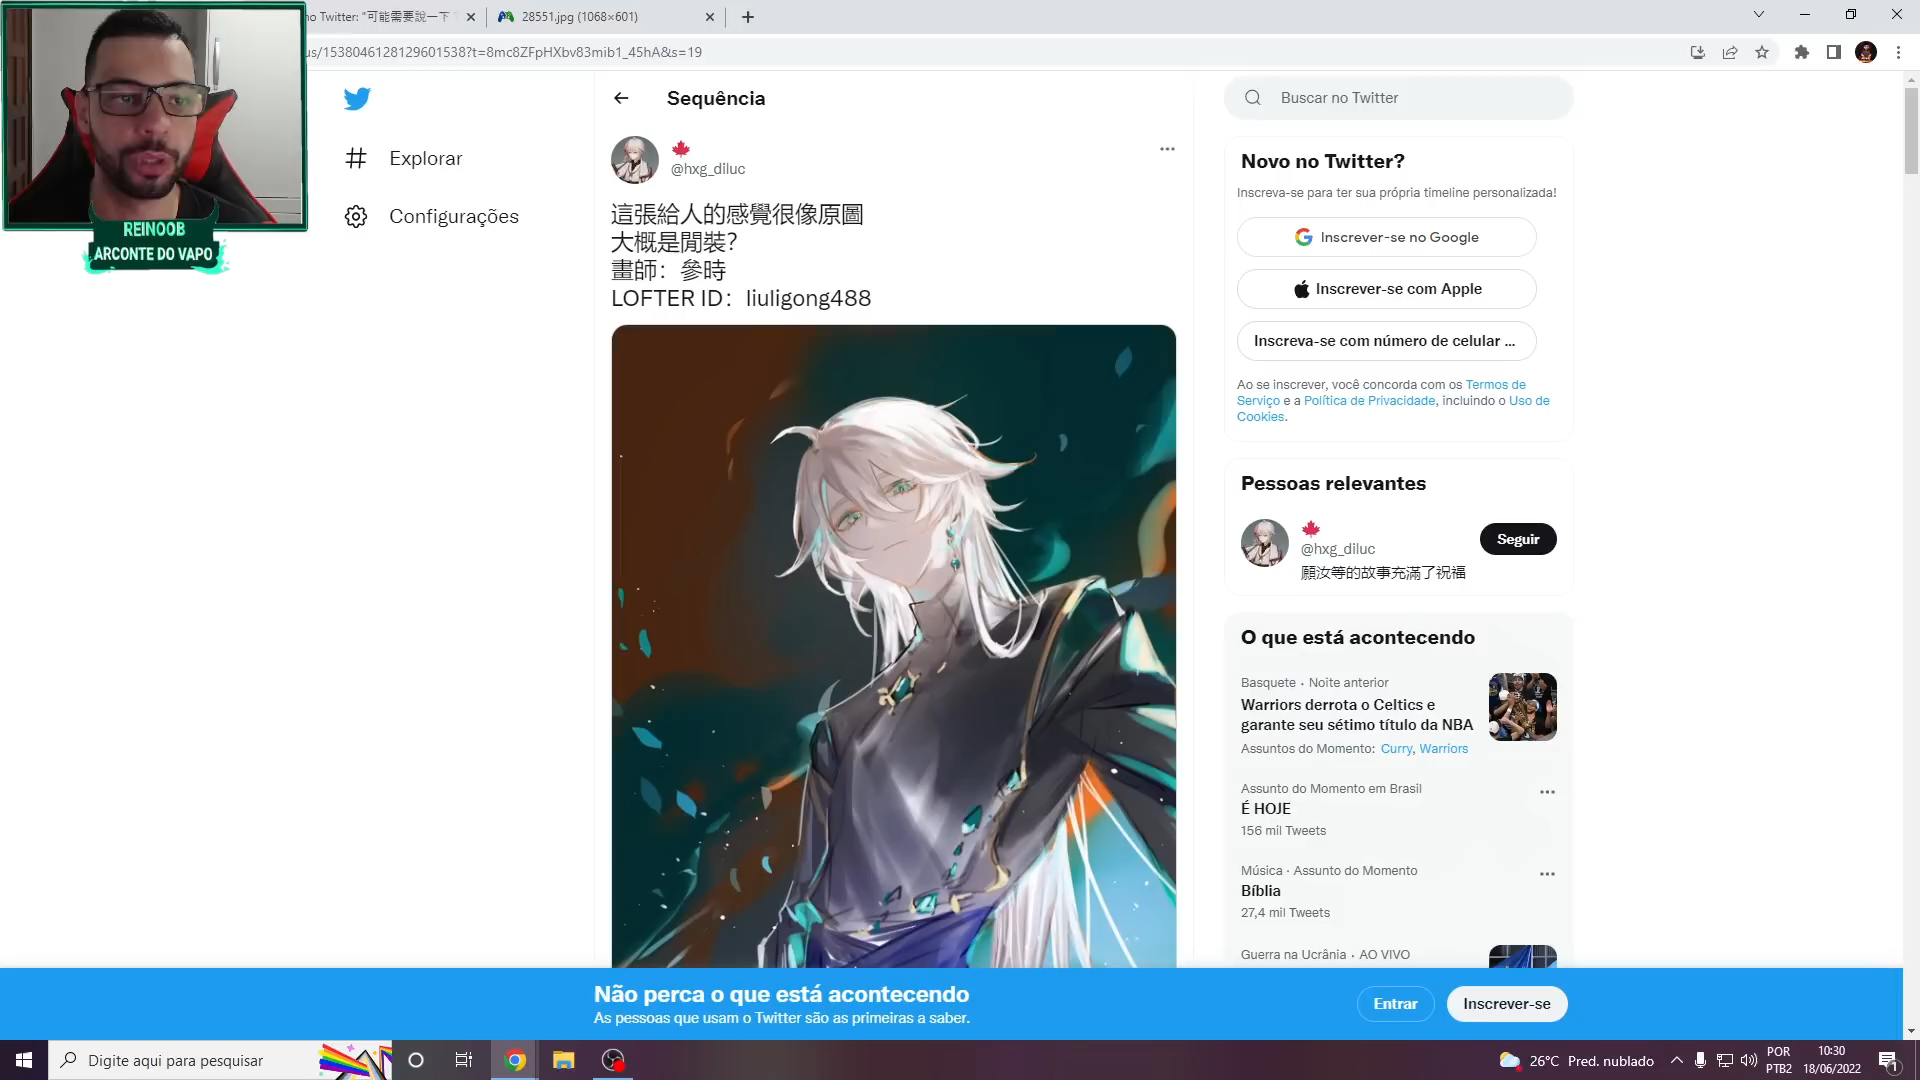 no Twitter: "可能需要說一下
28551.jpg (1068×601)
us/1538046128129601538?t=8mc8ZFpHXbv83mib1_45hA&s=19
REINOOB
ARCONTE DO VAPO
Explorar
Configurações
Sequência
@hxg_diluc
這張給人的感覺很像原圖
大概是閒裝?
畫師：參時
LOFTER ID：liuligong488
Buscar no Twitter
Novo no Twitter?
Inscreva-se para ter sua própria timeline personalizada!
Inscrever-se no Google
Inscrever-se com Apple
Inscreva-se com número de celular ...
Ao se inscrever, você concorda com os Termos de
Serviço e a Política de Privacidade, incluindo o Uso de
Cookies.
Pessoas relevantes
@hxg_diluc
Seguir
願汝等的故事充滿了祝福
O que está acontecendo
Basquete · Noite anterior
Warriors derrota o Celtics e
garante seu sétimo título da NBA
Assuntos do Momento: Curry, Warriors
Assunto do Momento em Brasil
É HOJE
156 mil Tweets
Música · Assunto do Momento
Bíblia
27,4 mil Tweets
Guerra na Ucrânia · AO VIVO
Não perca o que está acontecendo
As pessoas que usam o Twitter são as primeiras a saber.
Entrar
Inscrever-se
Digite aqui para pesquisar
26°C Pred. nublado
POR
PTB2
10:30
18/06/2022
1